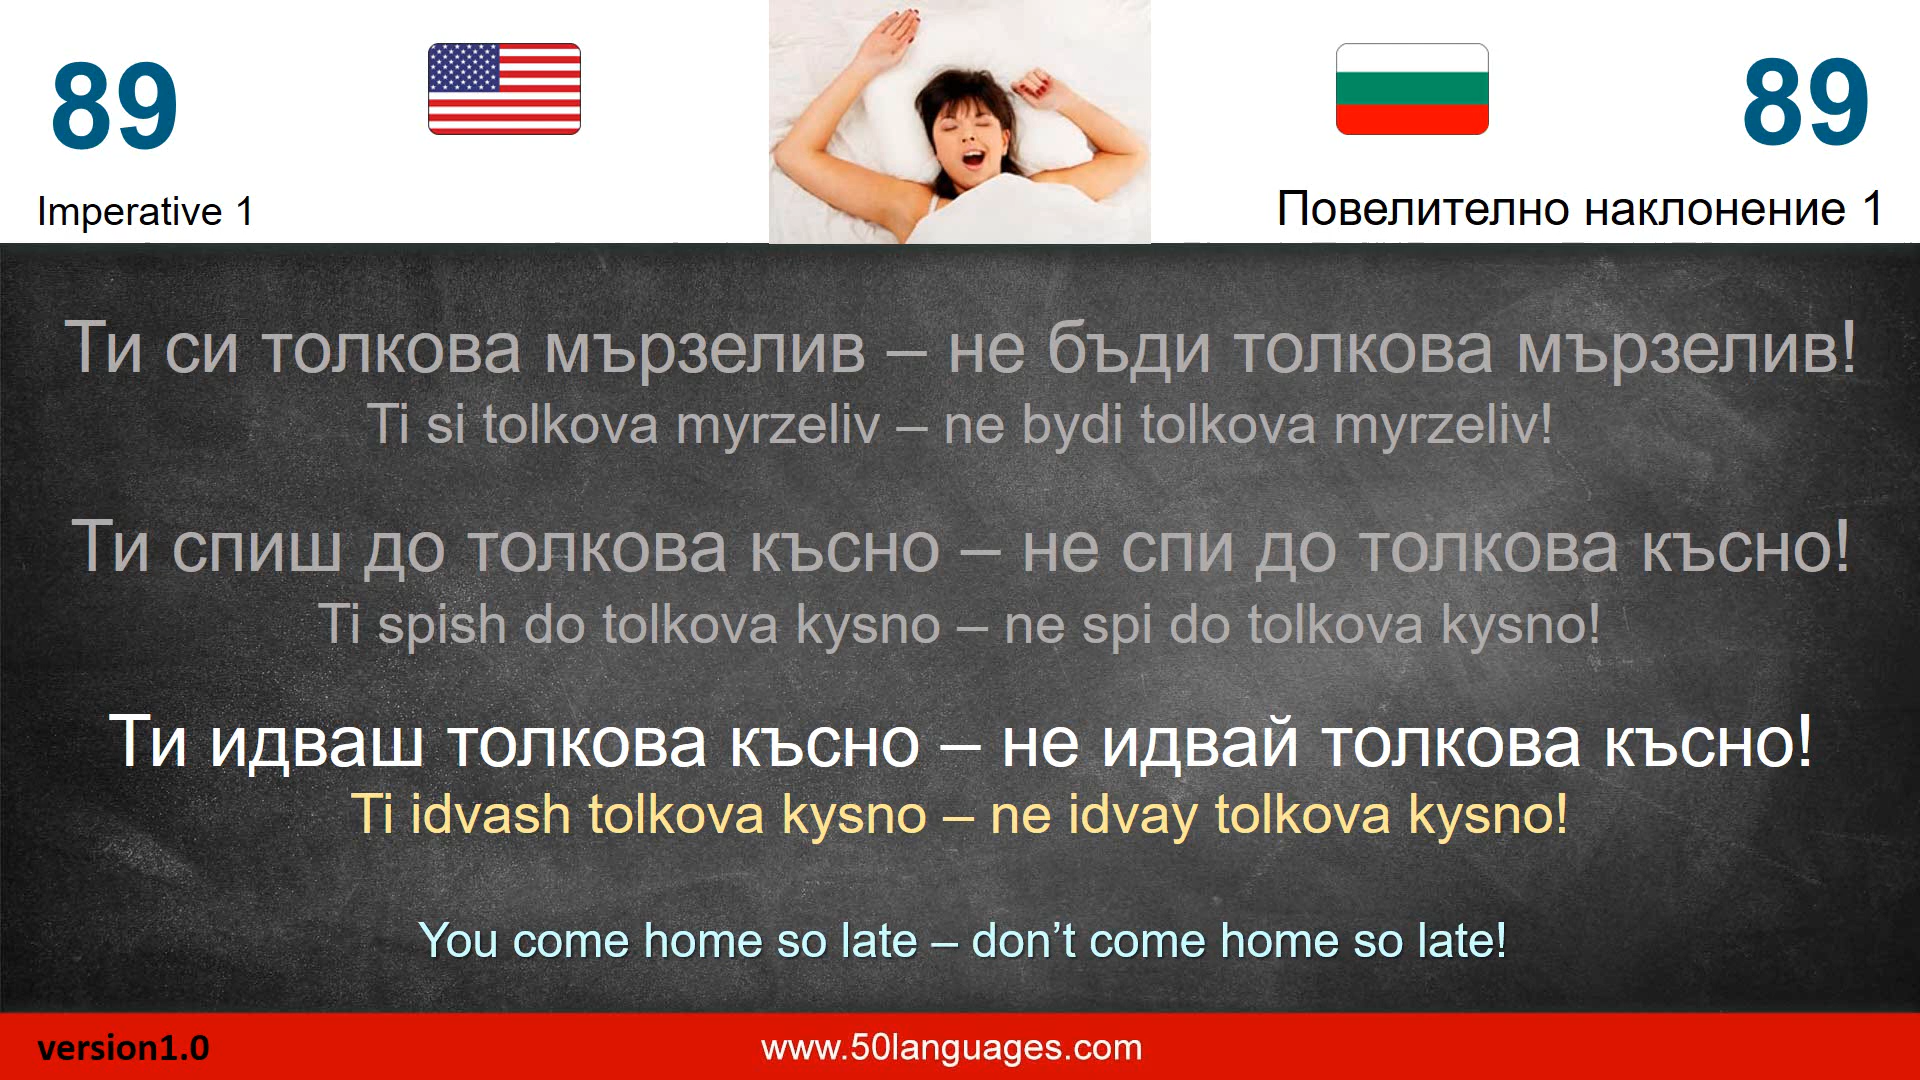 89
89
Imperative 1
Повелително наклонение 1
Ти си толкова мързелив – не бъди толкова мързелив!
Ti si tolkova myrzeliv – ne bydi tolkova myrzeliv!
Ти спиш до толкова късно – не спи до толкова късно!
Ti spish do tolkova kysno – ne spi do tolkova kysno!
Ти идваш толкова късно – не идвай толкова късно!
Ti idvash tolkova kysno – ne idvay tolkova kysno!
You come home so late – don’t come home so late!
version1.0
www.50languages.com